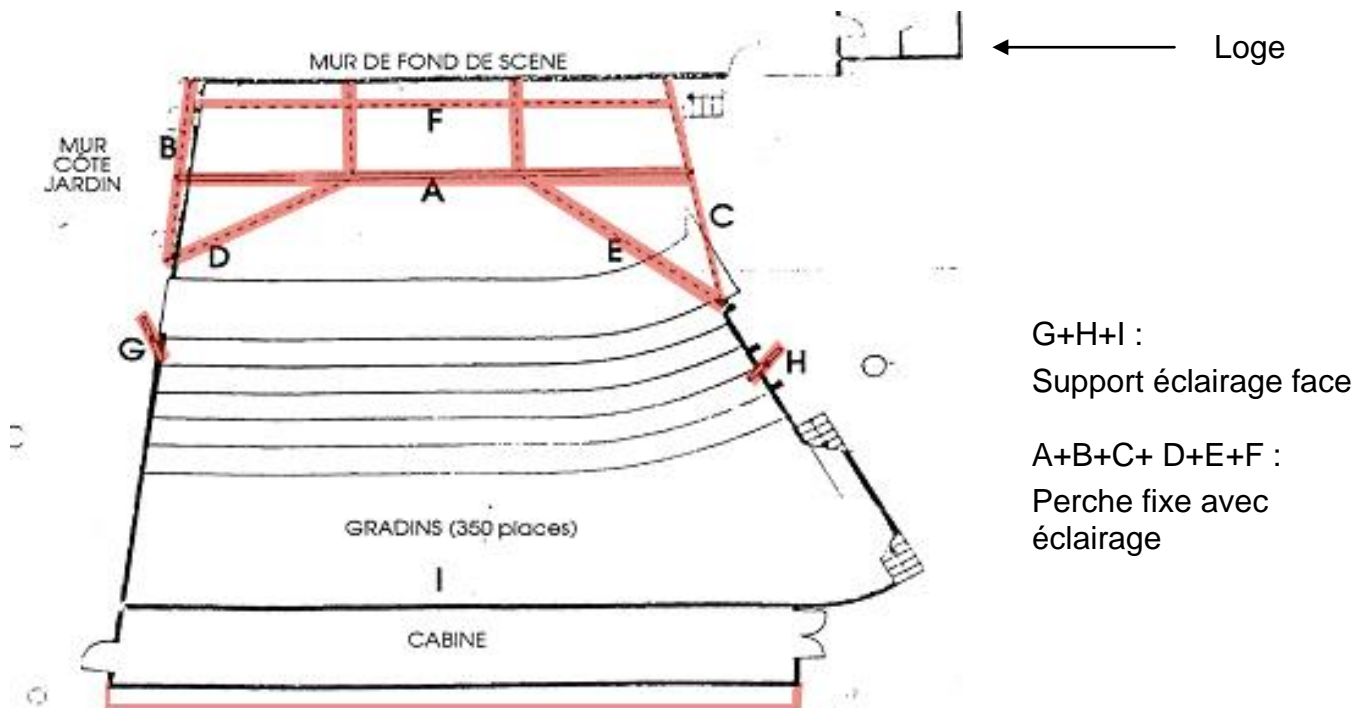 Loge
MUR DE FOND DE SCENE
F
B
MUR
CÔTE
JARDIN
A
C
D
E
G
H
G+H+I :
Support éclairage face
A+B+C+ D+E+F :
Perche fixe avec
éclairage
GRADINS (350 places)
I
CABINE